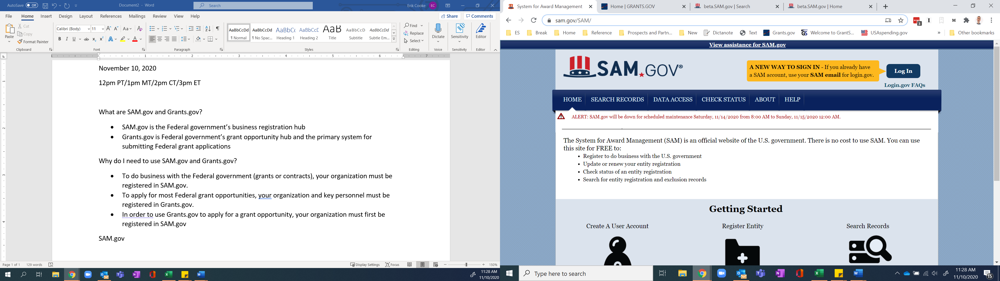 AutoSave Off
Document2 - Word
Search
Erik Cooke EC
File Home Insert Design Layout References Mailings Review View Help
Share Comments
Paste
Cut
Copy
Format Painter
Clipboard
Calibri (Body) 11
Font
Paragraph
AaBbCcDd AaBbCcDd AaBbCc AaBbCcD AaB AaBbCcD AaBbCcDd
¶ Normal ¶ No Spac... Heading 1 Heading 2 Title Subtitle Subtle Em...
Styles
Find
Replace
Select
Editing
Dictate
Voice
Sensitivity
Sensitivity
Editor
Editor
November 10, 2020
12pm PT/1pm MT/2pm CT/3pm ET
What are SAM.gov and Grants.gov?
• SAM.gov is the Federal government’s business registration hub
• Grants.gov is Federal government’s grant opportunity hub and the primary system for
submitting Federal grant applications
Why do I need to use SAM.gov and Grants.gov?
• To do business with the Federal government (grants or contracts), your organization must be
registered in SAM.gov.
• To apply for most Federal grant opportunities, your organization and key personnel must be
registered in Grants.gov.
• In order to use Grants.gov to apply for a grant opportunity, your organization must first be
registered in SAM.gov
SAM.gov
Page 1 of 1 129 words
Display Settings Focus 150%
11:28 AM
11/10/2020
System for Award Management
Home | GRANTS.GOV
beta.SAM.gov | Search
beta.SAM.gov | Home
sam.gov/SAM/
ES Break Home Reference Prospects and Partn... New Dictanote Text Grants.gov Welcome to GrantS... USAspending.gov » Other bookmarks
View assistance for SAM.gov
SAM.GOV®
A NEW WAY TO SIGN IN - If you already have
a SAM account, use your SAM email for login.gov.
Log In
Login.gov FAQs
HOME SEARCH RECORDS DATA ACCESS CHECK STATUS ABOUT HELP
ALERT: SAM.gov will be down for scheduled maintenance Saturday, 11/14/2020 from 8:00 AM to Sunday, 11/15/2020 12:00 AM.
The System for Award Management (SAM) is an official website of the U.S. government. There is no cost to use SAM. You can use
this site for FREE to:
• Register to do business with the U.S. government
• Update or renew your entity registration
• Check status of an entity registration
• Search for entity registration and exclusion records
Getting Started
Create A User Account
Register Entity
Search Records
Type here to search
11:28 AM
11/10/2020
15